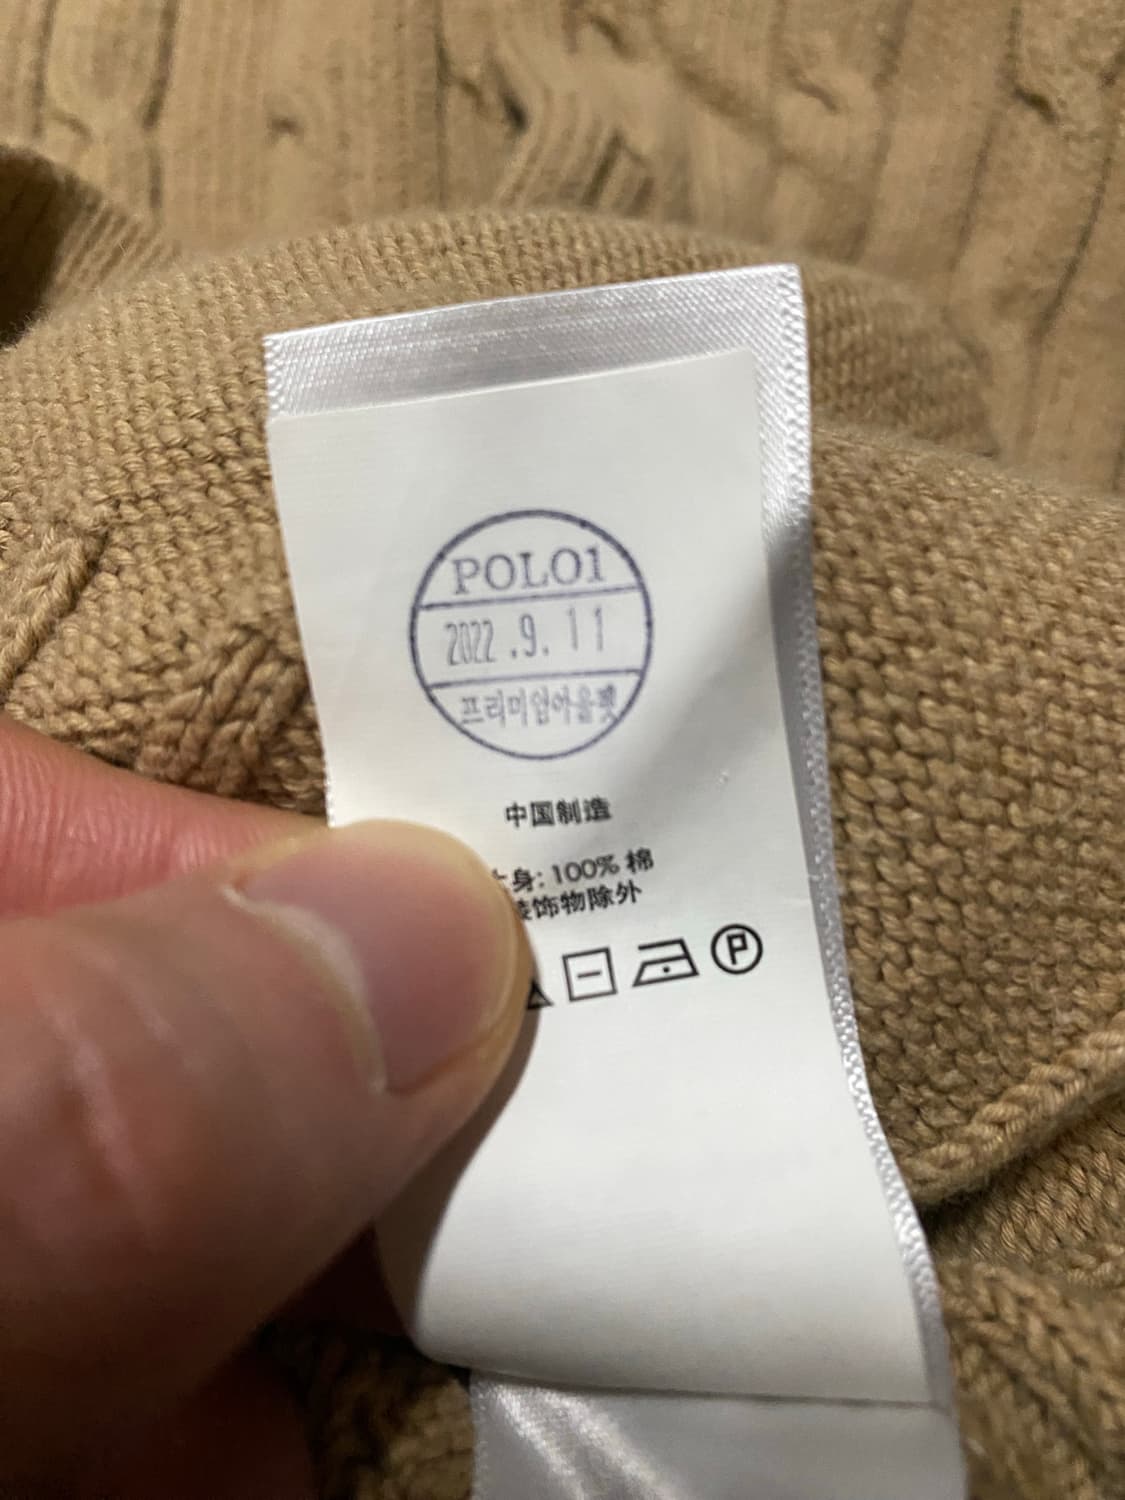 POLO1
2022.9.11
프리미엄아울렛
中国制造
身: 100% 棉
装饰物除外
P